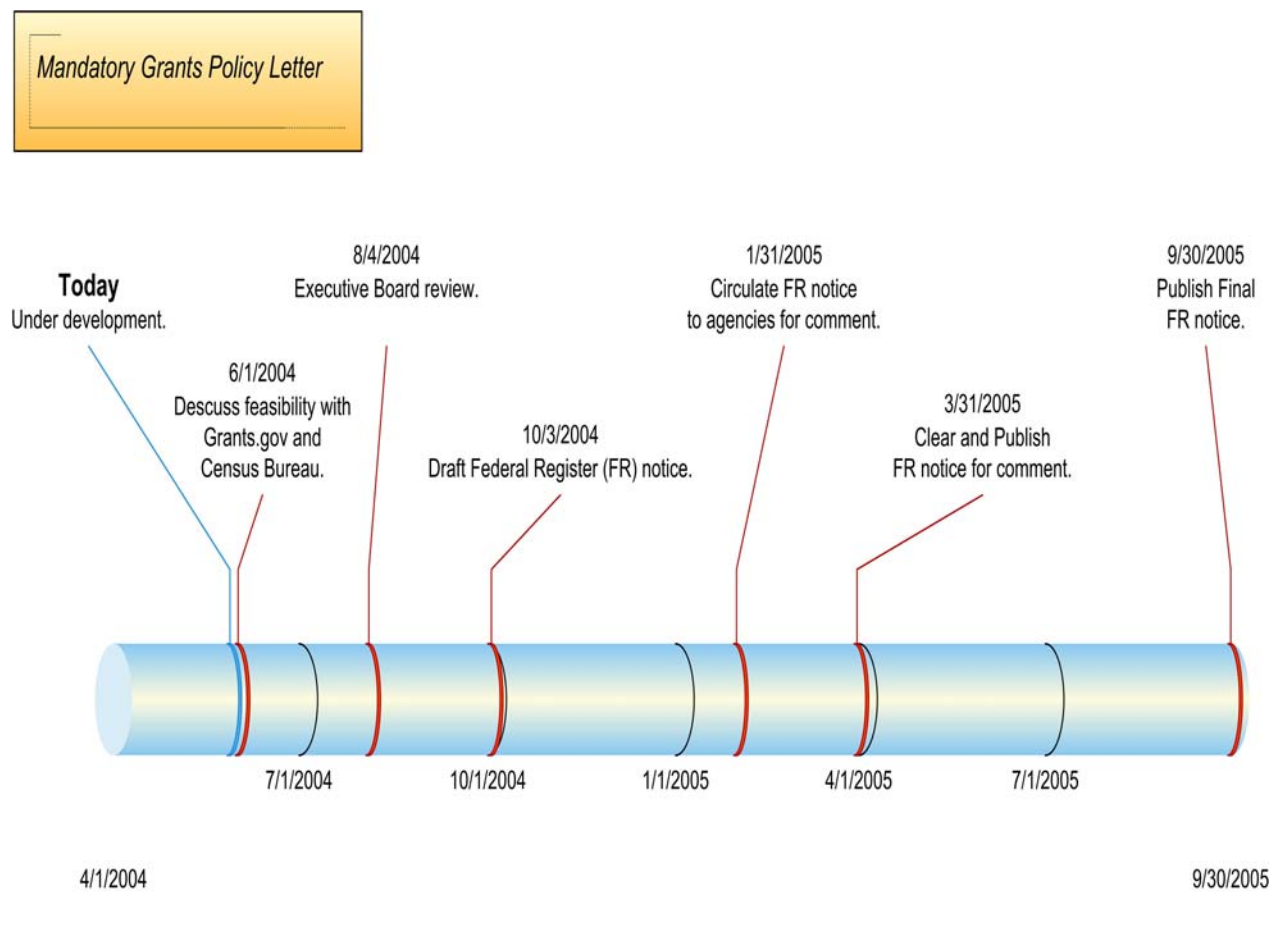 Mandatory Grants Policy Letter
Today
Under development.
6/1/2004
Descuss feasibility with
Grants.gov and
Census Bureau.
8/4/2004
Executive Board review.
10/3/2004
Draft Federal Register (FR) notice.
1/31/2005
Circulate FR notice
to agencies for comment.
3/31/2005
Clear and Publish
FR notice for comment.
9/30/2005
Publish Final
FR notice.
7/1/2004
10/1/2004
1/1/2005
4/1/2005
7/1/2005
4/1/2004
9/30/2005